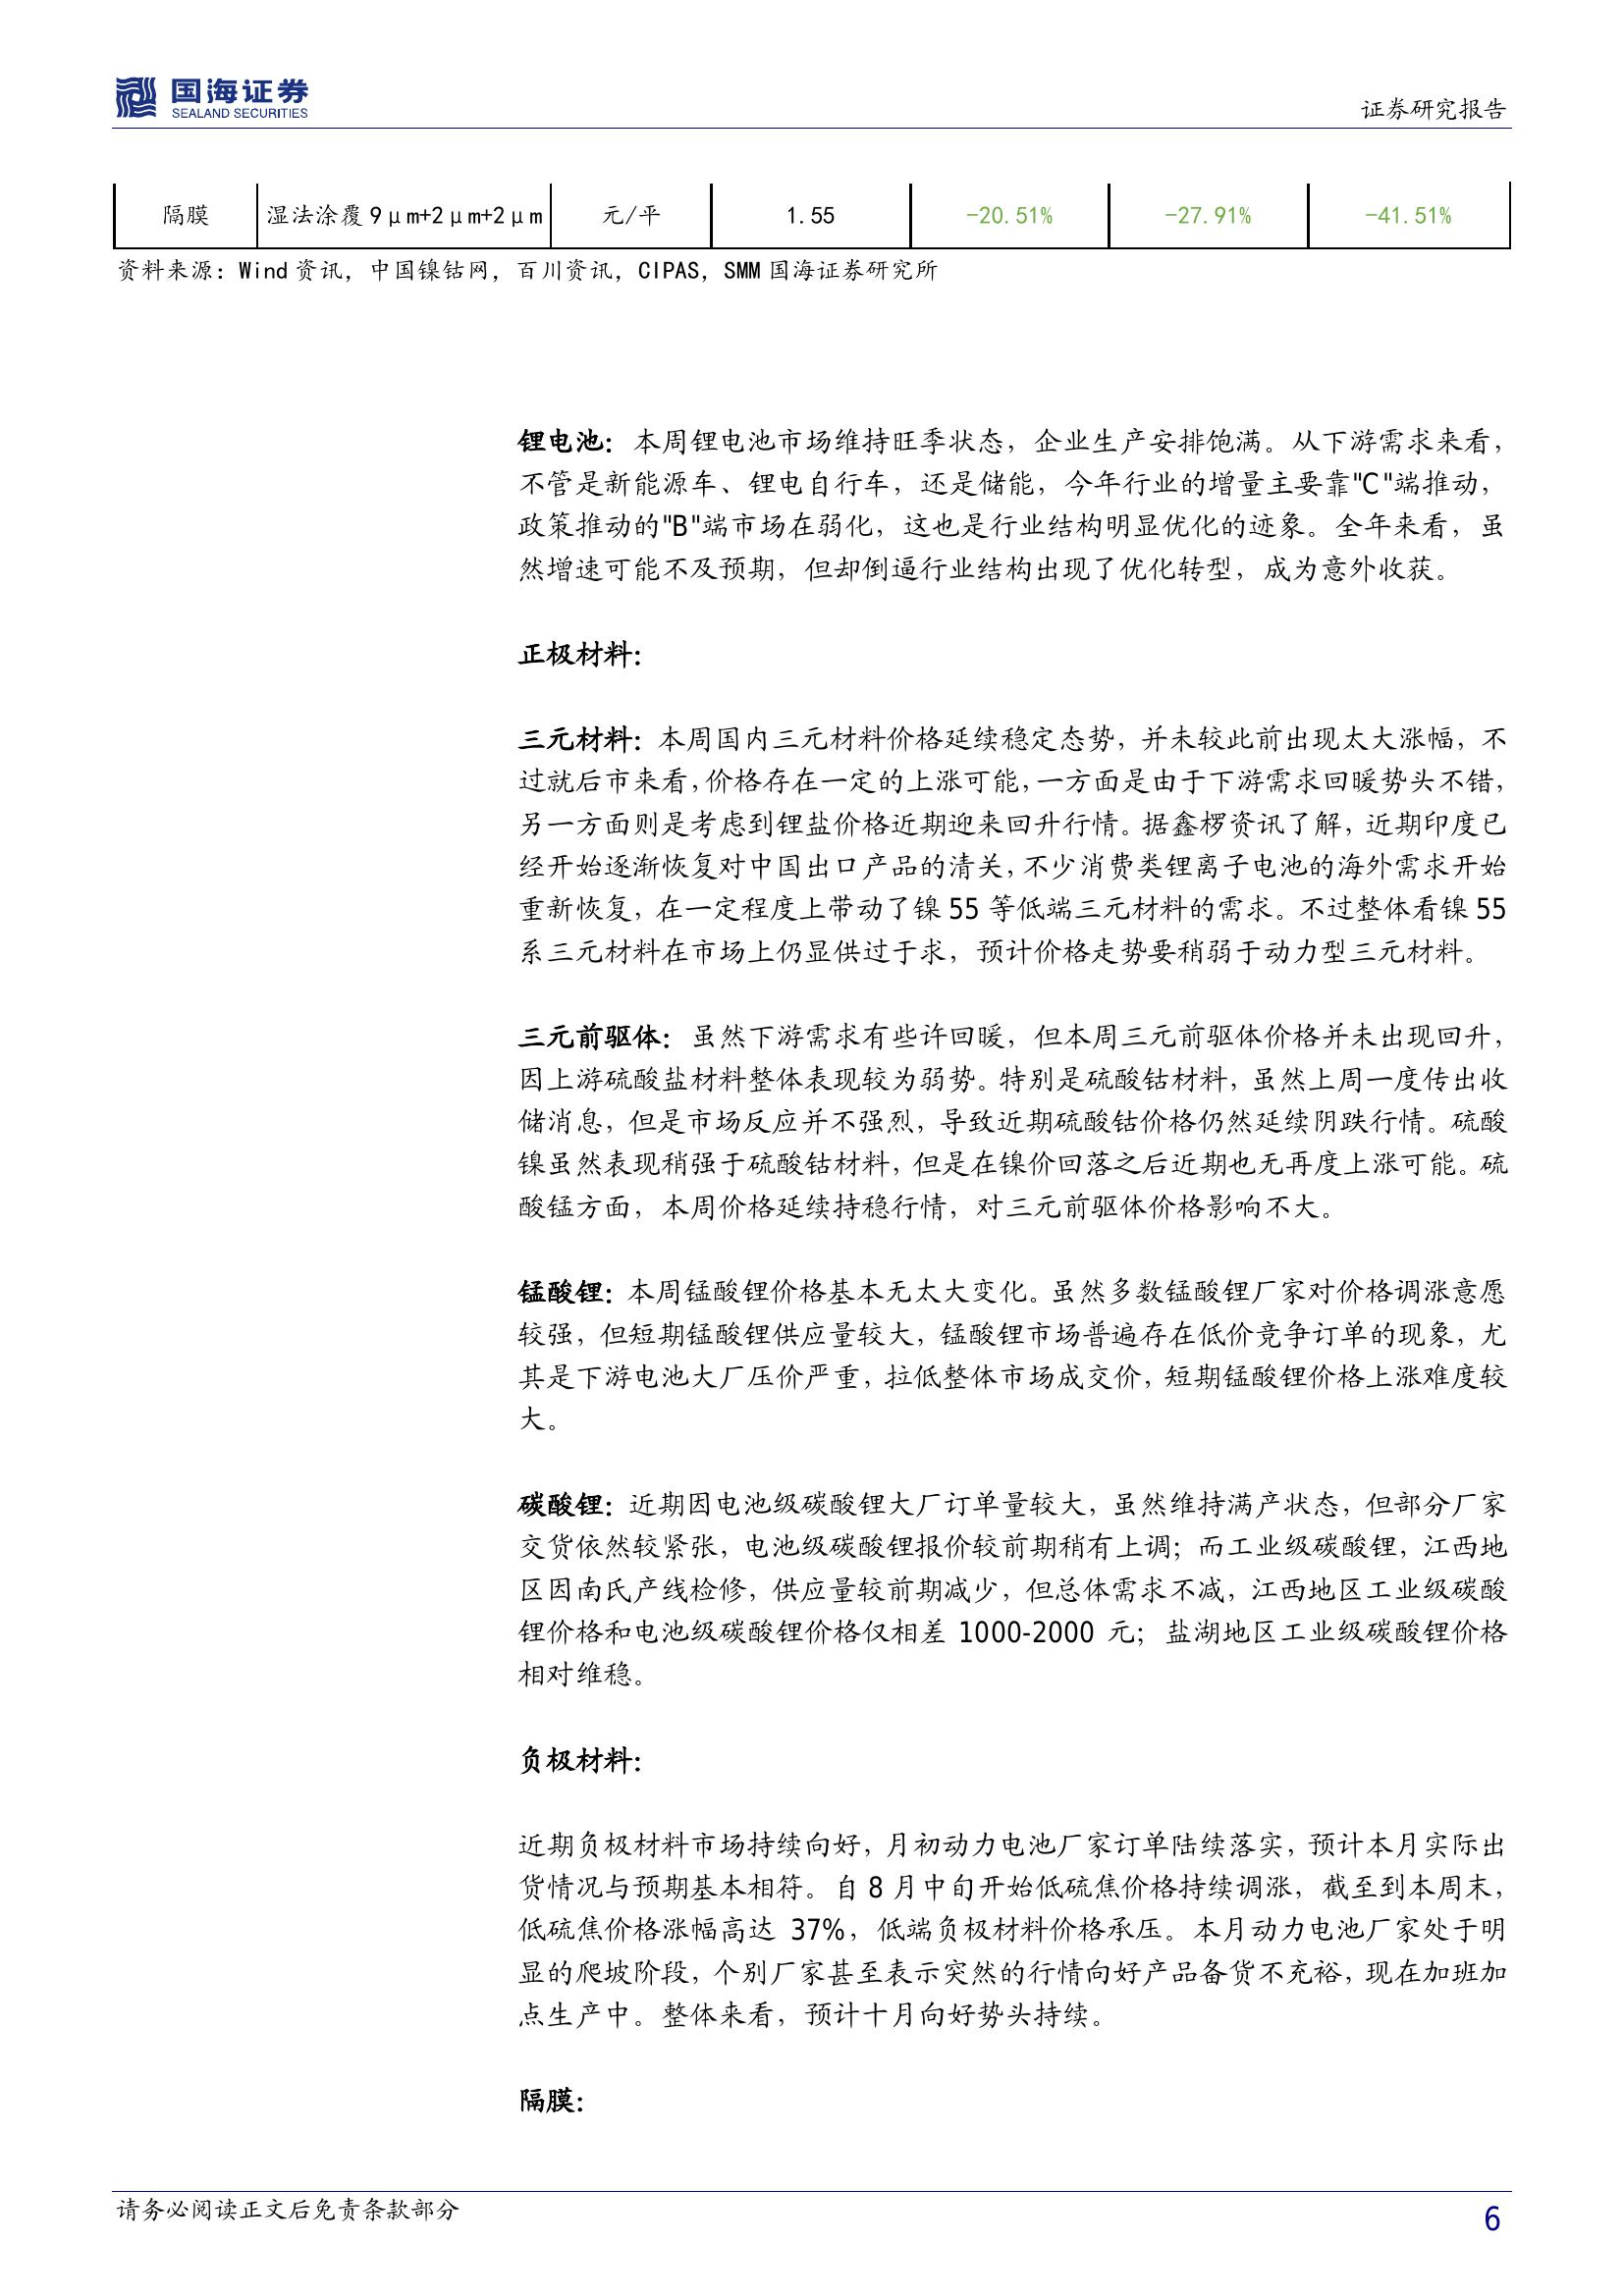 国海证券
SEALAND SECURITIES
证券研究报告
隔膜 湿法涂覆 9μm+2μm+2μm 元/平 1.55 -20.51% -27.91% -41.51%
资料来源：Wind 资讯，中国镍钴网，百川资讯，CIPAS，SMM 国海证券研究所
锂电池：本周锂电池市场维持旺季状态，企业生产安排饱满。从下游需求来看，
不管是新能源车、锂电自行车，还是储能，今年行业的增量主要靠"C"端推动，
政策推动的"B"端市场在弱化，这也是行业结构明显优化的迹象。全年来看，虽
然增速可能不及预期，但却倒逼行业结构出现了优化转型，成为意外收获。
正极材料：
三元材料：本周国内三元材料价格延续稳定态势，并未较此前出现太大涨幅，不
过就后市来看，价格存在一定的上涨可能，一方面是由于下游需求回暖势头不错，
另一方面则是考虑到锂盐价格近期迎来回升行情。据鑫椤资讯了解，近期印度已
经开始逐渐恢复对中国出口产品的清关，不少消费类锂离子电池的海外需求开始
重新恢复，在一定程度上带动了镍 55 等低端三元材料的需求。不过整体看镍 55
系三元材料在市场上仍显供过于求，预计价格走势要稍弱于动力型三元材料。
三元前驱体：虽然下游需求有些许回暖，但本周三元前驱体价格并未出现回升，
因上游硫酸盐材料整体表现较为弱势。特别是硫酸钴材料，虽然上周一度传出收
储消息，但是市场反应并不强烈，导致近期硫酸钴价格仍然延续阴跌行情。硫酸
镍虽然表现稍强于硫酸钴材料，但是在镍价回落之后近期也无再度上涨可能。硫
酸锰方面，本周价格延续持稳行情，对三元前驱体价格影响不大。
锰酸锂：本周锰酸锂价格基本无太大变化。虽然多数锰酸锂厂家对价格调涨意愿
较强，但短期锰酸锂供应量较大，锰酸锂市场普遍存在低价竞争订单的现象，尤
其是下游电池大厂压价严重，拉低整体市场成交价，短期锰酸锂价格上涨难度较
大。
碳酸锂：近期因电池级碳酸锂大厂订单量较大，虽然维持满产状态，但部分厂家
交货依然较紧张，电池级碳酸锂报价较前期稍有上调；而工业级碳酸锂，江西地
区因南氏产线检修，供应量较前期减少，但总体需求不减，江西地区工业级碳酸
锂价格和电池级碳酸锂价格仅相差 1000-2000 元；盐湖地区工业级碳酸锂价格
相对维稳。
负极材料：
近期负极材料市场持续向好，月初动力电池厂家订单陆续落实，预计本月实际出
货情况与预期基本相符。自 8 月中旬开始低硫焦价格持续调涨，截至到本周末，
低硫焦价格涨幅高达 37%，低端负极材料价格承压。本月动力电池厂家处于明
显的爬坡阶段，个别厂家甚至表示突然的行情向好产品备货不充裕，现在加班加
点生产中。整体来看，预计十月向好势头持续。
隔膜：
请务必阅读正文后免责条款部分
6